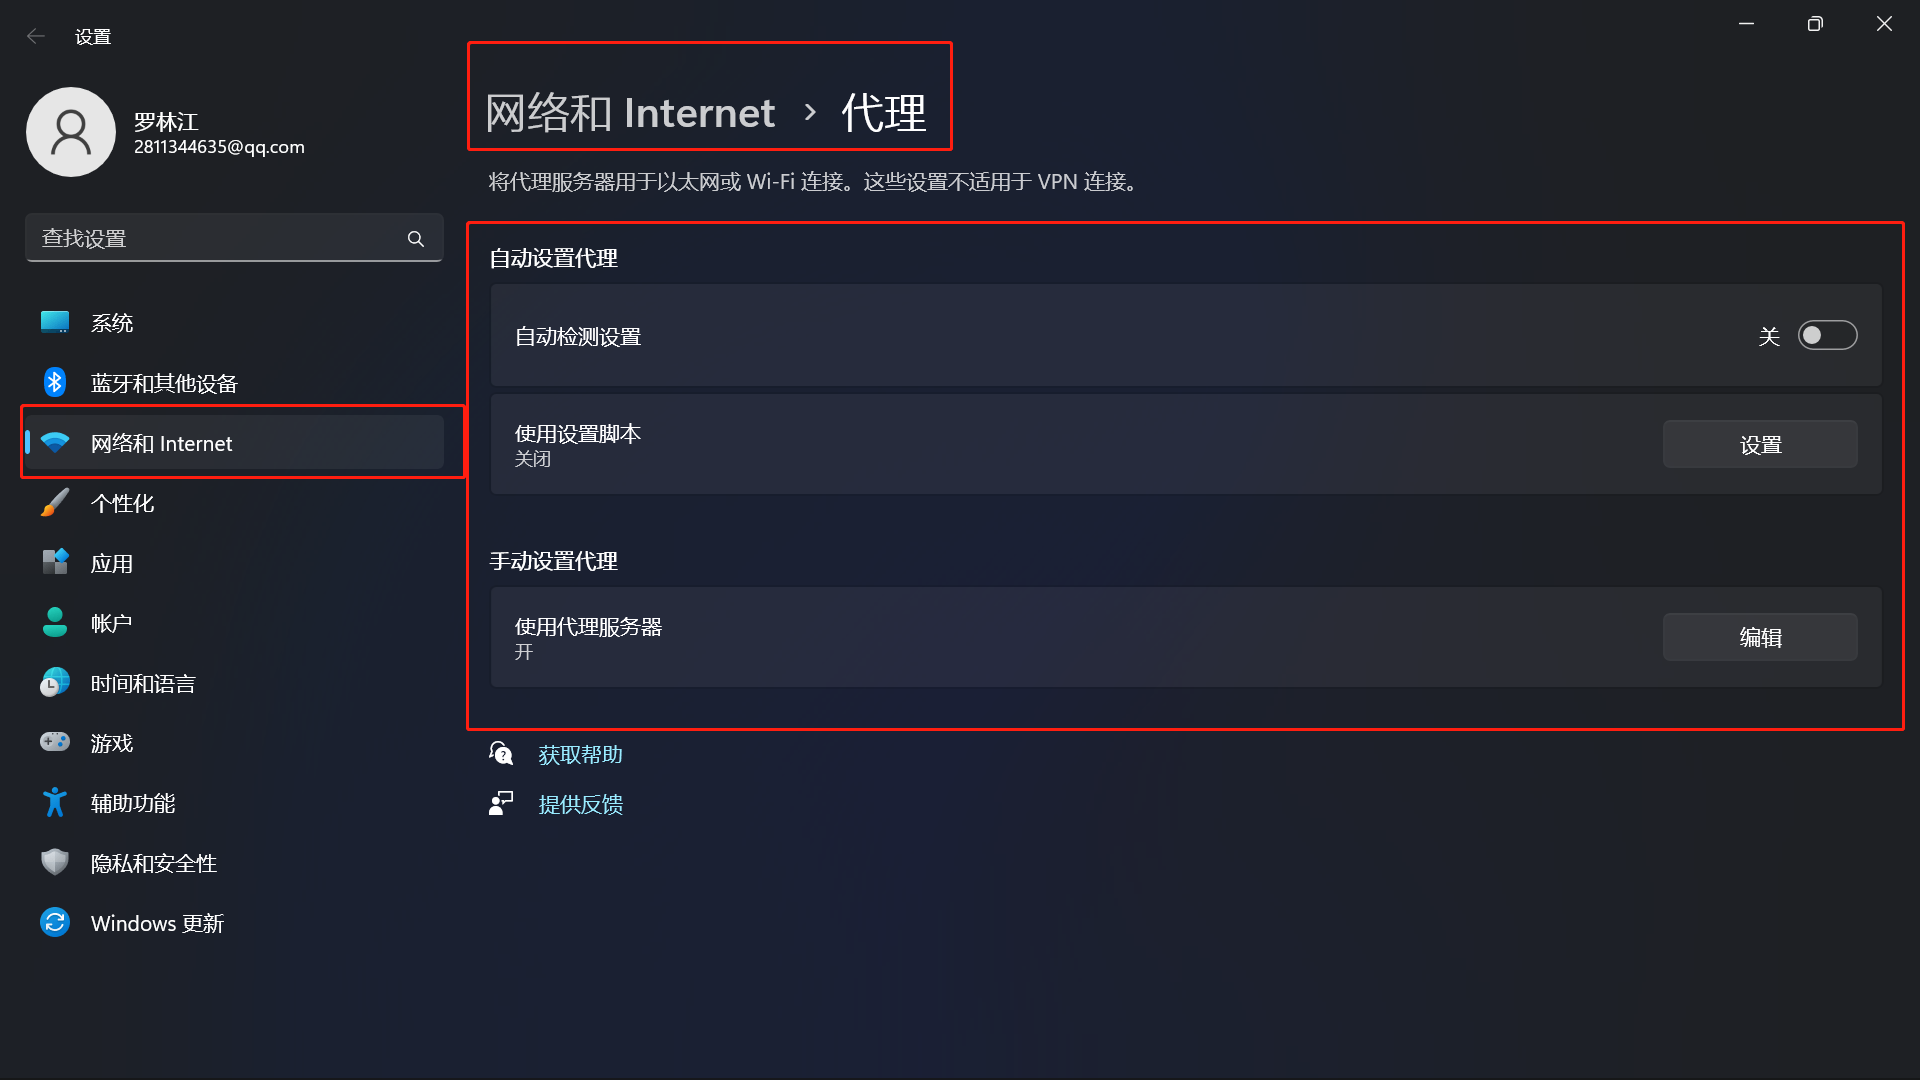 设置
罗林江
2811344635@qq.com
查找设置
系统
蓝牙和其他设备
网络和 Internet
个性化
应用
帐户
时间和语言
游戏
辅助功能
隐私和安全性
Windows 更新
网络和 Internet › 代理
将代理服务器用于以太网或 Wi-Fi 连接。这些设置不适用于 VPN 连接。
自动设置代理
自动检测设置
关
使用设置脚本
关闭
设置
手动设置代理
使用代理服务器
开
编辑
获取帮助
提供反馈